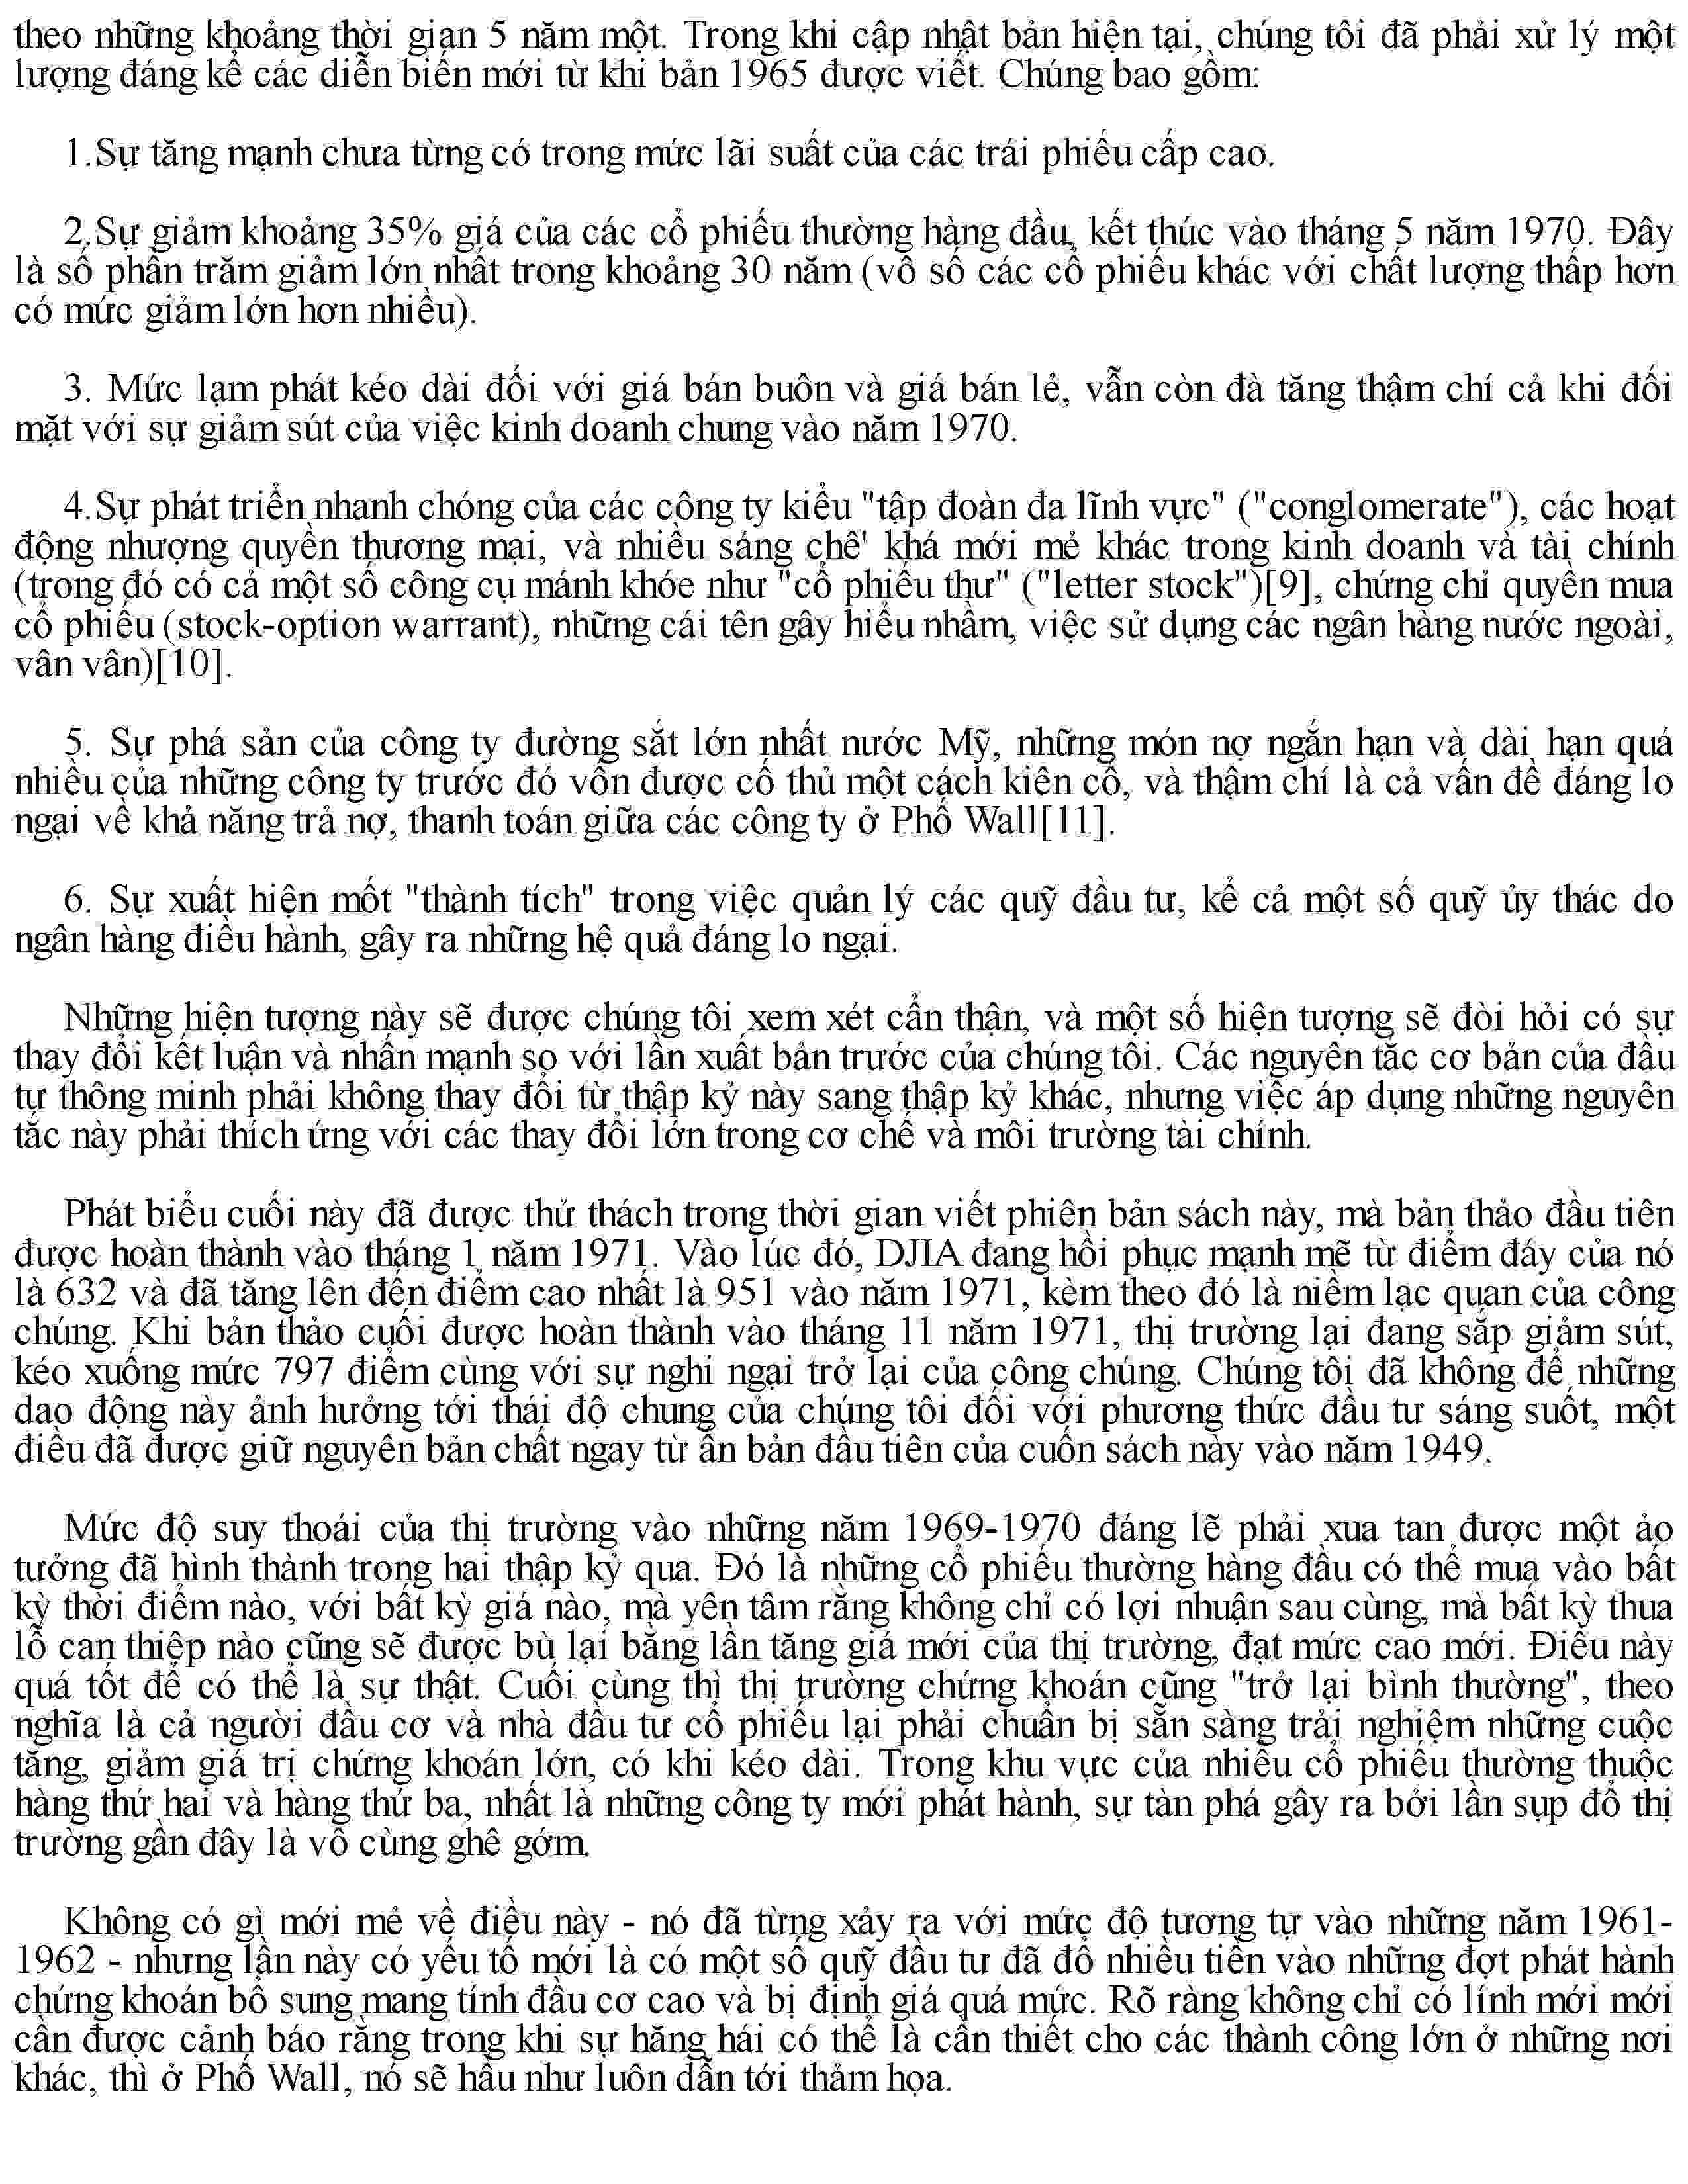 theo những khoảng thời gian 5 năm một. Trong khi cập nhật bản hiện tại, chúng tôi đã phải xử lý một
lượng đáng kể các diễn biến mới từ khi bản 1965 được viết. Chúng bao gồm:
1.Sự tăng mạnh chưa từng có trong mức lãi suất của các trái phiếu cấp cao.
2.Sự giảm khoảng 35% giá của các cổ phiếu thường hàng đầu, kết thúc vào tháng 5 năm 1970. Đây
là số phần trăm giảm lớn nhất trong khoảng 30 năm (vô số các cổ phiếu khác với chất lượng thấp hơn
có mức giảm lớn hơn nhiều).
3. Mức lạm phát kéo dài đối với giá bán buôn và giá bán lẻ, vẫn còn đà tăng thậm chí cả khi đối
mặt với sự giảm sút của việc kinh doanh chung vào năm 1970.
4.Sự phát triển nhanh chóng của các công ty kiểu "tập đoàn đa lĩnh vực" ("conglomerate"), các hoạt
động nhượng quyền thương mại, và nhiều sáng chê' khá mới mẻ khác trong kinh doanh và tài chính
(trong đó có cả một số công cụ mánh khóe như "cổ phiếu thư" ("letter stock")[9], chứng chỉ quyền mua
cổ phiếu (stock-option warrant), những cái tên gây hiểu nhầm, việc sử dụng các ngân hàng nước ngoài,
vân vân)[10].
5. Sự phá sản của công ty đường sắt lớn nhất nước Mỹ, những món nợ ngắn hạn và dài hạn quá
nhiều của những công ty trước đó vốn được cố thủ một cách kiên cố, và thậm chí là cả vấn đề đáng lo
ngại về khả năng trả nợ, thanh toán giữa các công ty ở Phố Wall[11].
6. Sự xuất hiện mốt "thành tích" trong việc quản lý các quỹ đầu tư, kể cả một số quỹ ủy thác do
ngân hàng điều hành, gây ra những hệ quả đáng lo ngại.
Những hiện tượng này sẽ được chúng tôi xem xét cẩn thận, và một số hiện tượng sẽ đòi hỏi có sự
thay đổi kết luận và nhấn mạnh so với lần xuất bản trước của chúng tôi. Các nguyên tắc cơ bản của đầu
tư thông minh phải không thay đổi từ thập kỷ này sang thập kỷ khác, nhưng việc áp dụng những nguyên
tắc này phải thích ứng với các thay đổi lớn trong cơ chế và môi trường tài chính.
Phát biểu cuối này đã được thử thách trong thời gian viết phiên bản sách này, mà bản thảo đầu tiên
được hoàn thành vào tháng 1 năm 1971. Vào lúc đó, DJIA đang hồi phục mạnh mẽ từ điểm đáy của nó
là 632 và đã tăng lên đến điểm cao nhất là 951 vào năm 1971, kèm theo đó là niềm lạc quan của công
chúng. Khi bản thảo cuối được hoàn thành vào tháng 11 năm 1971, thị trường lại đang sắp giảm sút,
kéo xuống mức 797 điểm cùng với sự nghi ngại trở lại của công chúng. Chúng tôi đã không để những
dao động này ảnh hưởng tới thái độ chung của chúng tôi đối với phương thức đầu tư sáng suốt, một
điều đã được giữ nguyên bản chất ngay từ ấn bản đầu tiên của cuốn sách này vào năm 1949.
Mức độ suy thoái của thị trường vào những năm 1969-1970 đáng lẽ phải xua tan được một ảo
tưởng đã hình thành trong hai thập kỷ qua. Đó là những cổ phiếu thường hàng đầu có thể mua vào bất
kỳ thời điểm nào, với bất kỳ giá nào, mà yên tâm rằng không chỉ có lợi nhuận sau cùng, mà bất kỳ thua
lỗ can thiệp nào cũng sẽ được bù lại bằng lần tăng giá mới của thị trường, đạt mức cao mới. Điều này
quá tốt để có thể là sự thật. Cuối cùng thì thị trường chứng khoán cũng "trở lại bình thường", theo
nghĩa là cả người đầu cơ và nhà đầu tư cổ phiếu lại phải chuẩn bị sẵn sàng trải nghiệm những cuộc
tăng, giảm giá trị chứng khoán lớn, có khi kéo dài. Trong khu vực của nhiều cổ phiếu thường thuộc
hàng thứ hai và hàng thứ ba, nhất là những công ty mới phát hành, sự tàn phá gây ra bởi lần sụp đổ thị
trường gần đây là vô cùng ghê gớm.
Không có gì mới mẻ về điều này - nó đã từng xảy ra với mức độ tương tự vào những năm 1961-
1962 - nhưng lần này có yếu tố mới là có một số quỹ đầu tư đã đổ nhiều tiền vào những đợt phát hành
chứng khoán bổ sung mang tính đầu cơ cao và bị định giá quá mức. Rõ ràng không chỉ có lính mới mới
cần được cảnh báo rằng trong khi sự hăng hái có thể là cần thiết cho các thành công lớn ở những nơi
khác, thì ở Phố Wall, nó sẽ hầu như luôn dẫn tới thảm họa.